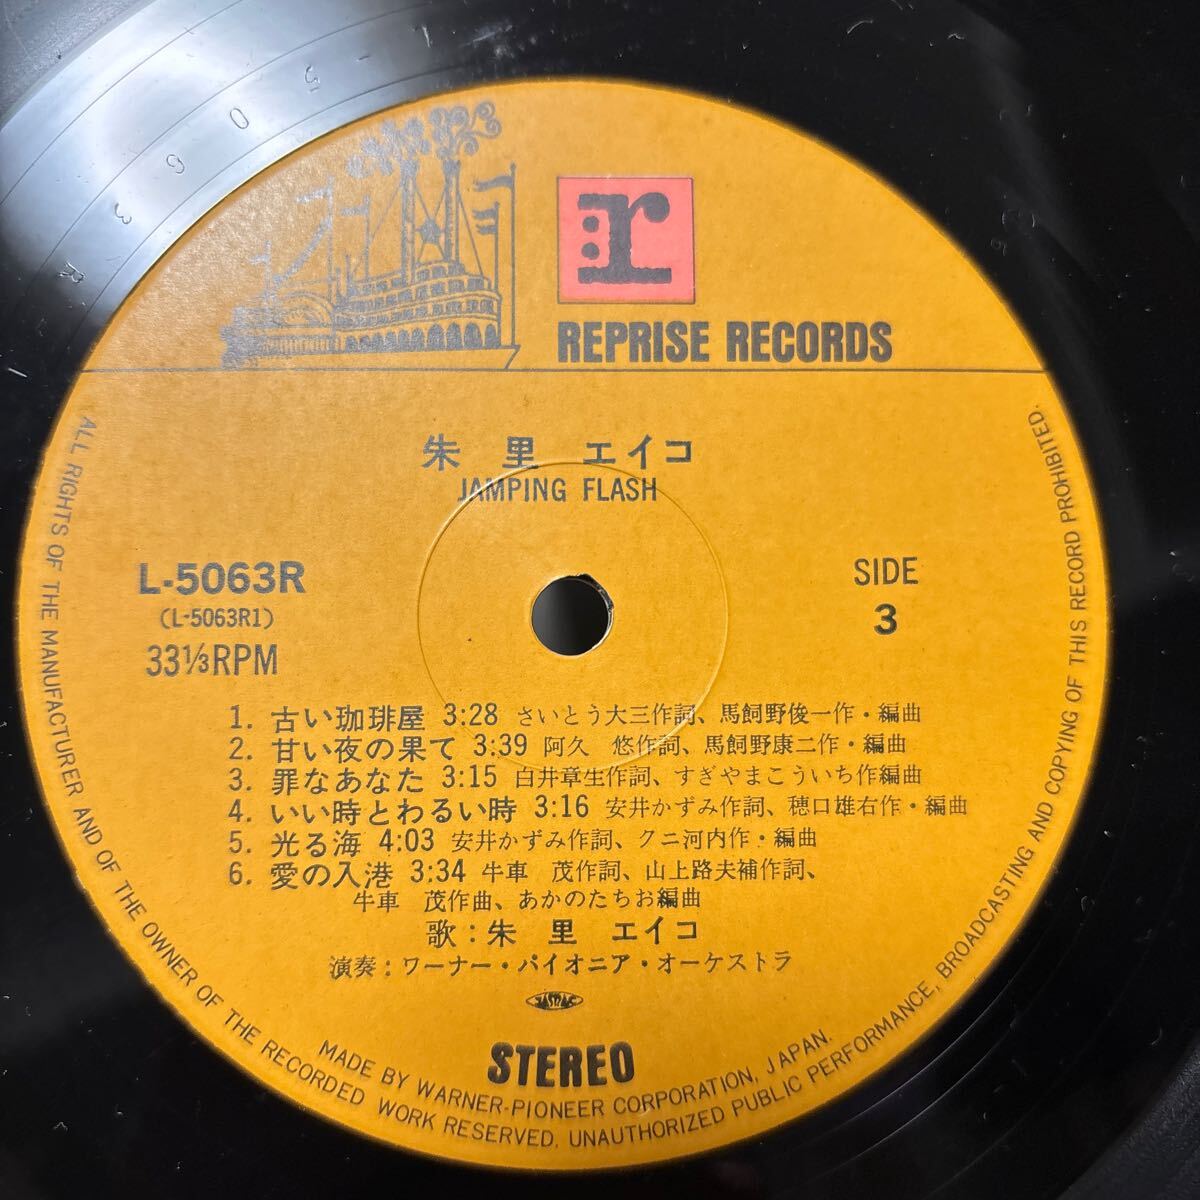 r
REPRISE RECORDS
朱里 エイコ
JAMPING FLASH
L-5063R
(L-5063R1)
33⅓RPM
SIDE
3
1. 古い珈琲屋 3:28 さいとう大三作詞、馬飼野俊一作・編曲
2. 甘い夜の果て 3:39 阿久 悠作詞、馬飼野康二作・編曲
3. 罪なあなた 3:15 白井章生作詞、すぎやまこういち作編曲
4. いい時とわるい時 3:16 安井かずみ作詞、穂口雄右作・編曲
5. 光る海 4:03 安井かずみ作詞、クニ河内作・編曲
6. 愛の入港 3:34 牛車 茂作詞、山上路夫補作詞、
牛車 茂作曲、あかのたちお編曲
歌：朱里 エイコ
演奏：ワーナー・パイオニア・オーケストラ
JASRAC
STEREO
MADE BY WARNER-PIONEER CORPORATION, JAPAN.
ALL RIGHTS OF THE MANUFACTURER AND OF THE OWNER OF THE RECORDED WORK RESERVED. UNAUTHORIZED PUBLIC PERFORMANCE, BROADCASTING AND COPYING OF THIS RECORD PROHIBITED.